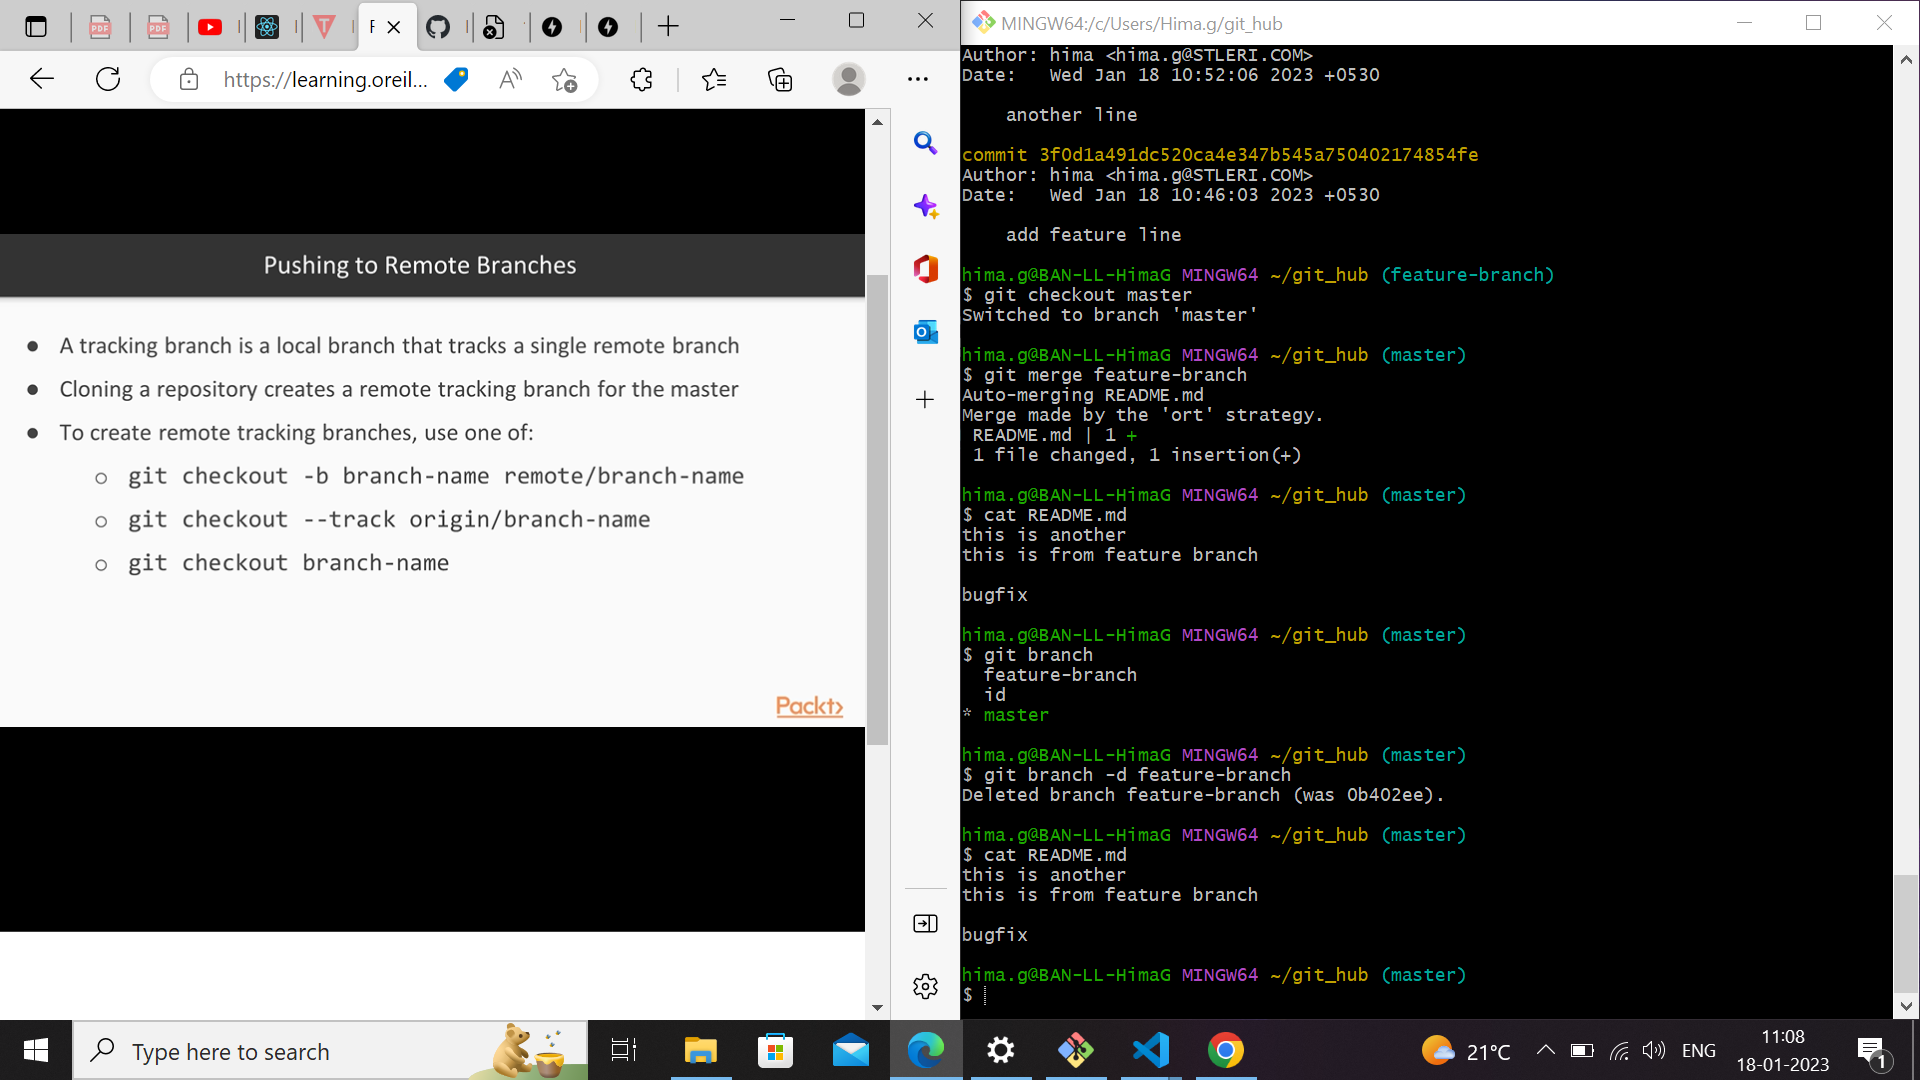 F
https://learning.oreil...
Pushing to Remote Branches
● A tracking branch is a local branch that tracks a single remote branch
● Cloning a repository creates a remote tracking branch for the master
● To create remote tracking branches, use one of:
○ git checkout -b branch-name remote/branch-name
○ git checkout --track origin/branch-name
○ git checkout branch-name
Packt>
MINGW64:/c/Users/Hima.g/git_hub
Author: hima <hima.g@STLERI.COM>
Date:   Wed Jan 18 10:52:06 2023 +0530
another line
commit 3f0d1a491dc520ca4e347b545a750402174854fe
Author: hima <hima.g@STLERI.COM>
Date:   Wed Jan 18 10:46:03 2023 +0530
add feature line
hima.g@BAN-LL-HimaG MINGW64 ~/git_hub (feature-branch)
$ git checkout master
Switched to branch 'master'
hima.g@BAN-LL-HimaG MINGW64 ~/git_hub (master)
$ git merge feature-branch
Auto-merging README.md
Merge made by the 'ort' strategy.
README.md | 1 +
1 file changed, 1 insertion(+)
hima.g@BAN-LL-HimaG MINGW64 ~/git_hub (master)
$ cat README.md
this is another
this is from feature branch
bugfix
hima.g@BAN-LL-HimaG MINGW64 ~/git_hub (master)
$ git branch
feature-branch
id
* master
hima.g@BAN-LL-HimaG MINGW64 ~/git_hub (master)
$ git branch -d feature-branch
Deleted branch feature-branch (was 0b402ee).
hima.g@BAN-LL-HimaG MINGW64 ~/git_hub (master)
$ cat README.md
this is another
this is from feature branch
bugfix
hima.g@BAN-LL-HimaG MINGW64 ~/git_hub (master)
$
Type here to search
21°C
ENG
11:08
18-01-2023
1